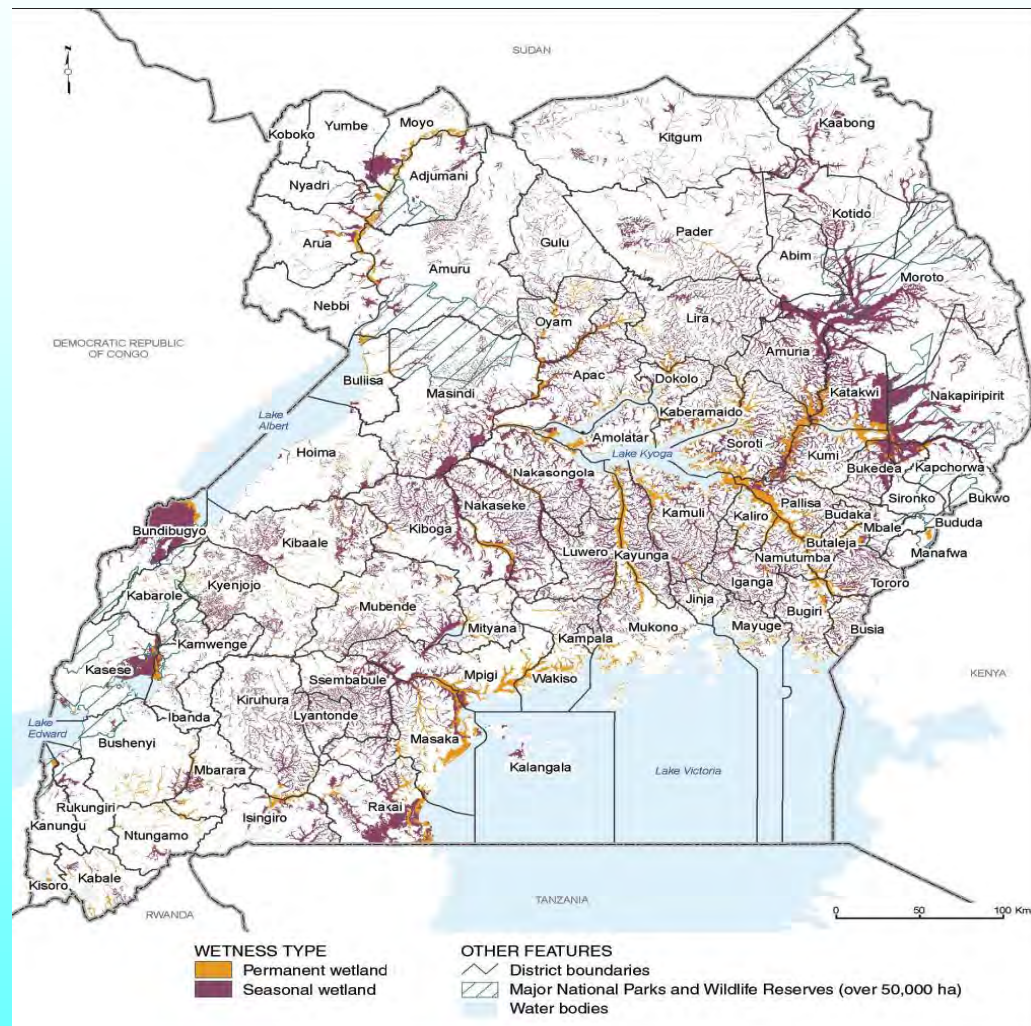 N
SUDAN
Koboko
Yumbe
Moyo
Kitgum
Kaabong
Nyadri
Adjumani
Kotido
Arua
Amuru
Gulu
Pader
Abim
Moroto
Nebbi
DEMOCRATIC REPUBLIC
OF CONGO
Oyam
Lira
Amuria
Buliisa
Masindi
Apac
Dokolo
Katakwi
Nakapiripirit
Lake
Albert
Kaberamaido
Amolatar
Soroti
Hoima
Lake Kyoga
Kumi
Nakasongola
Bukedea
Kapchorwa
Bundibugyo
Kiboga
Nakaseke
Kamuli
Kaliro
Pallisa
Sironko
Bukwo
Budaka
Mbale
Bududa
Kibaale
Luwero
Kayunga
Butaleja
Manafwa
Namutumba
Kabarole
Kyenjojo
Iganga
Tororo
Mubende
Mityana
Jinja
Bugiri
Kamwenge
Kampala
Mukono
Mayuge
Busia
Kasese
Ssembabule
Mpigi
Wakiso
KENYA
Kiruhura
Lyantonde
Ibanda
Lake
Edward
Bushenyi
Masaka
Kalangala
Lake Victoria
Mbarara
Rukungiri
Isingiro
Rakai
Kanungu
Ntungamo
Kisoro
Kabale
TANZANIA
RWANDA
0 50 100 Km
WETNESS TYPE
Permanent wetland
Seasonal wetland
OTHER FEATURES
District boundaries
Major National Parks and Wildlife Reserves (over 50,000 ha)
Water bodies